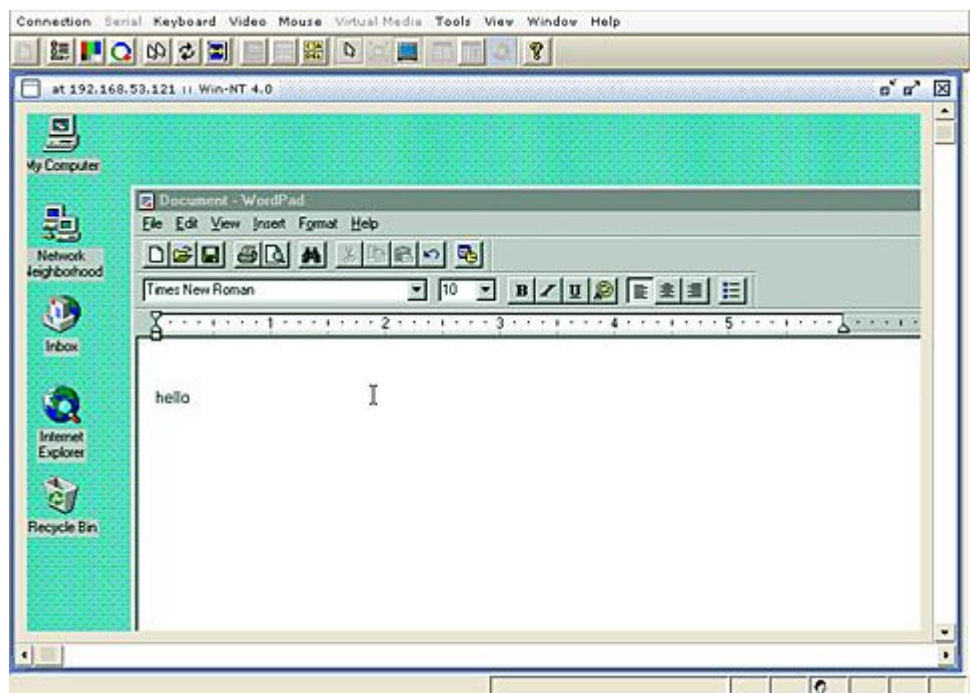 Connection Serial Keyboard Video Mouse Virtual Media Tools View Window Help
at 192.168.53.121 :: Win-NT 4.0
My Computer
Document - WordPad
File Edit View Insert Format Help
Network
Neighborhood
Times New Roman 10 B I U
1 2 3 4 5
Inbox
hello
Internet
Explorer
Recycle Bin